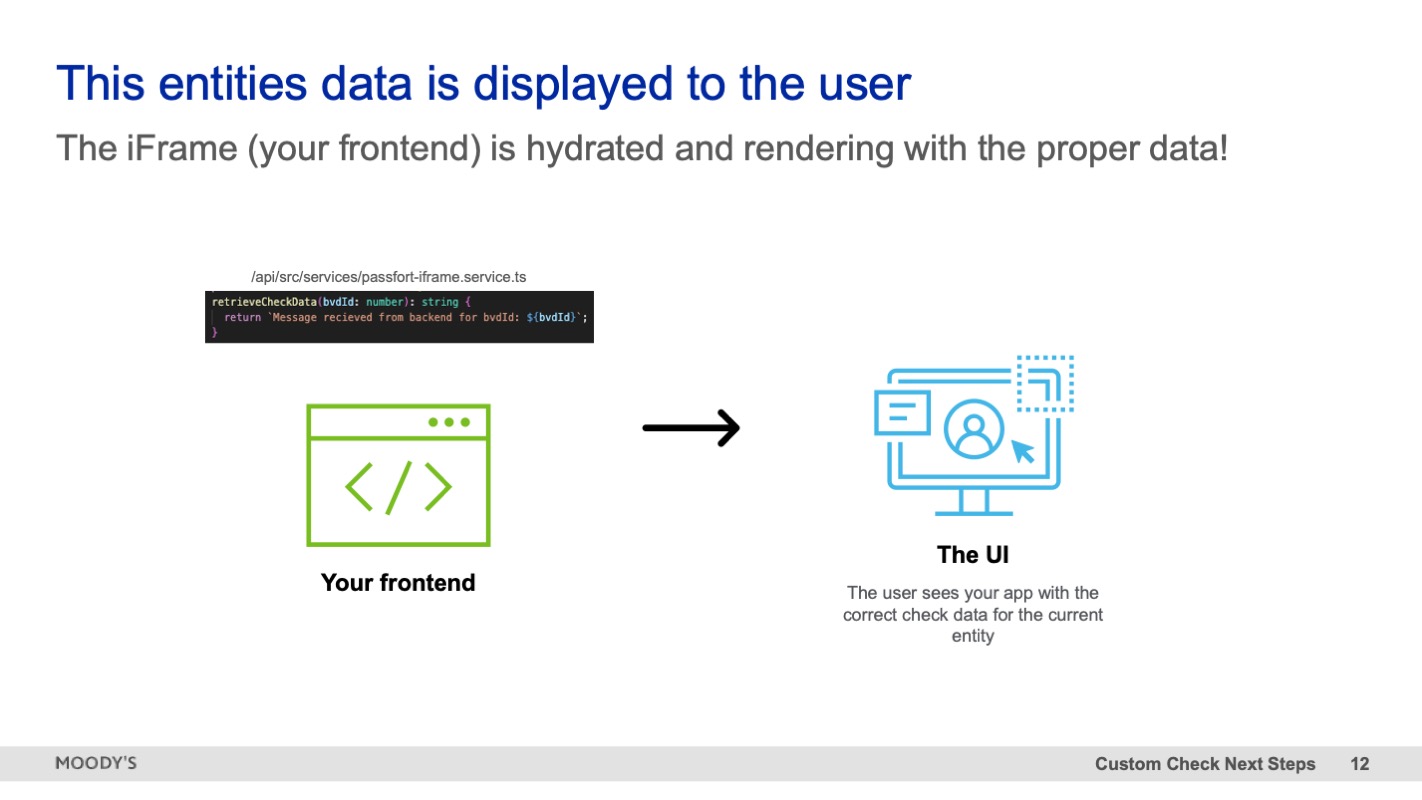 This entities data is displayed to the user
The iFrame (your frontend) is hydrated and rendering with the proper data!
/api/src/services/passfort-iframe.service.ts
retrieveCheckData(bvdId: number): string {
return `Message recieved from backend for bvdId: ${bvdId}`;
}
</>
Your frontend
The UI
The user sees your app with the
correct check data for the current
entity
MOODY'S
Custom Check Next Steps 12